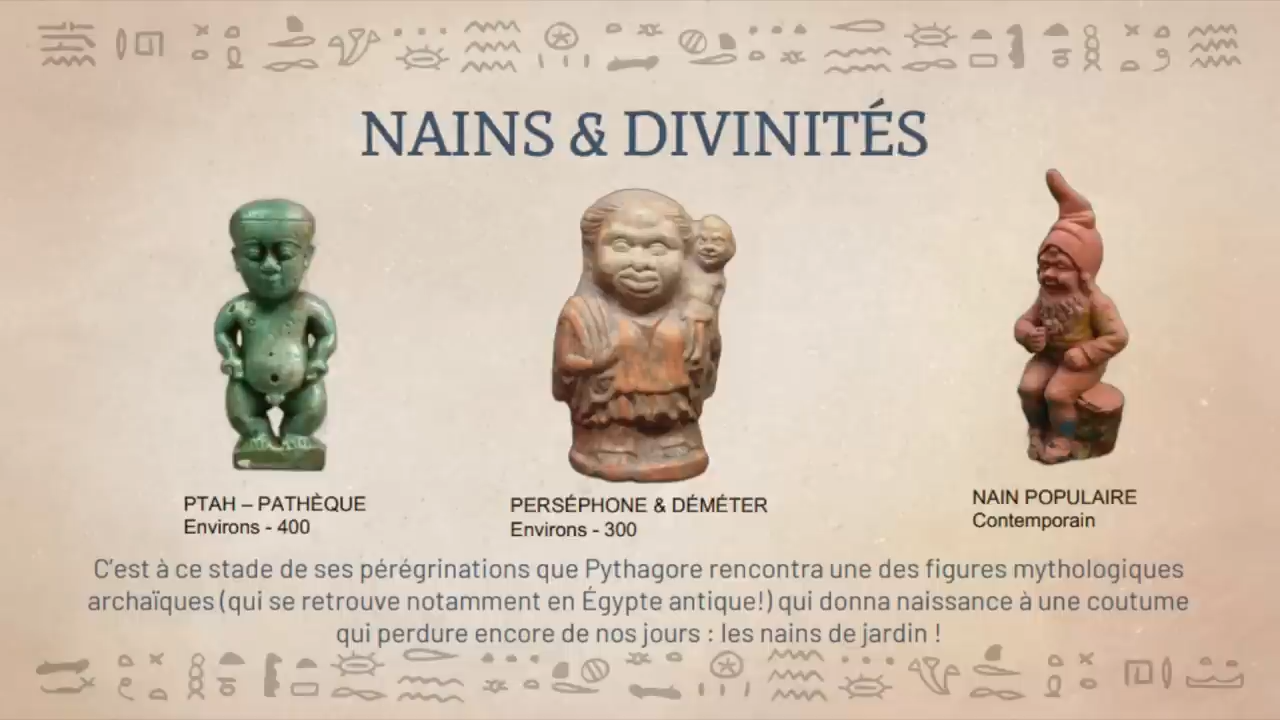 NAINS & DIVINITÉS
PTAH – PATHÈQUE
Environs - 400
PERSÉPHONE & DÉMÉTER
Environs - 300
NAIN POPULAIRE
Contemporain
C’est à ce stade de ses pérégrinations que Pythagore rencontra une des figures mythologiques
archaïques (qui se retrouve notamment en Égypte antique!) qui donna naissance à une coutume
qui perdure encore de nos jours : les nains de jardin !